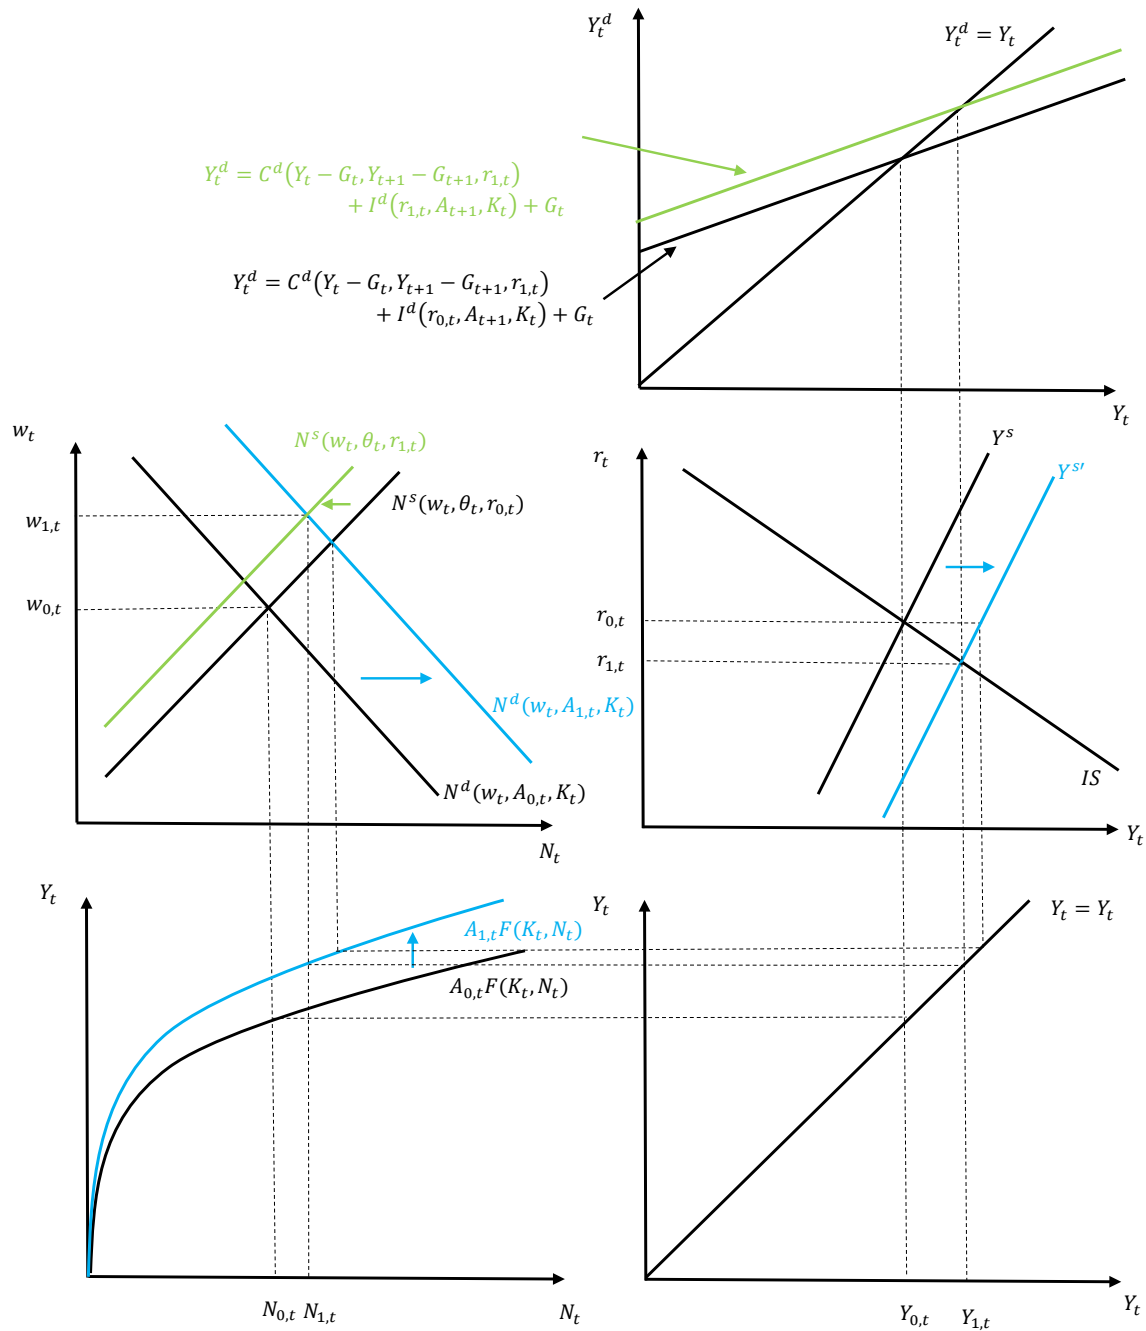 Y_t^d
Y_t^d = Y_t
Y_t^d = C^d(Y_t − G_t, Y_{t+1} − G_{t+1}, r_{1,t})
+ I^d(r_{1,t}, A_{t+1}, K_t) + G_t
Y_t^d = C^d(Y_t − G_t, Y_{t+1} − G_{t+1}, r_{1,t})
+ I^d(r_{0,t}, A_{t+1}, K_t) + G_t
Y_t
w_t
N^s(w_t, θ_t, r_{1,t})
N^s(w_t, θ_t, r_{0,t})
w_{1,t}
w_{0,t}
N^d(w_t, A_{1,t}, K_t)
N^d(w_t, A_{0,t}, K_t)
N_t
r_t
Y^s
Y^{s′}
r_{0,t}
r_{1,t}
IS
Y_t
Y_t
A_{1,t}F(K_t, N_t)
A_{0,t}F(K_t, N_t)
N_{0,t}
N_{1,t}
N_t
Y_t
Y_t = Y_t
Y_{0,t}
Y_{1,t}
Y_t